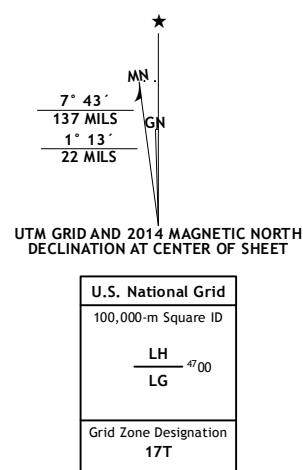 ★
MN
GN
7° 43´
137 MILS
1° 13´
22 MILS
UTM GRID AND 2014 MAGNETIC NORTH
DECLINATION AT CENTER OF SHEET
U.S. National Grid
100,000-m Square ID
LH
4700
LG
Grid Zone Designation
17T